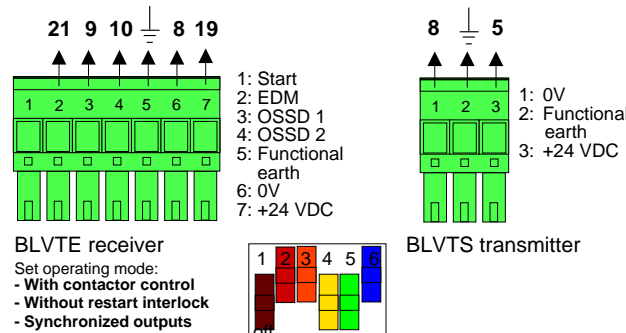 21 9 10 8 19
1 2 3 4 5 6 7
1: Start
2: EDM
3: OSSD 1
4: OSSD 2
5: Functional
earth
6: 0V
7: +24 VDC
BLVTE receiver
Set operating mode:
- With contactor control
- Without restart interlock
- Synchronized outputs
1 2 3 4 5 6
off
8 5
1 2 3
1: 0V
2: Functional
earth
3: +24 VDC
BLVTS transmitter